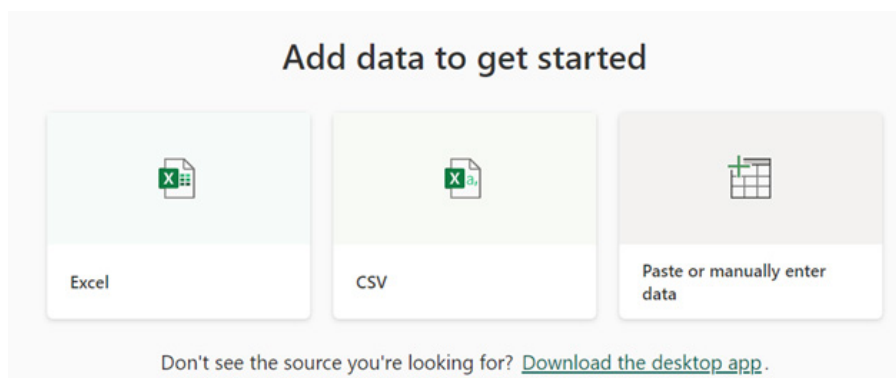 Add data to get started
X
X a,
Excel
CSV
Paste or manually enter
data
Don't see the source you're looking for? Download the desktop app.